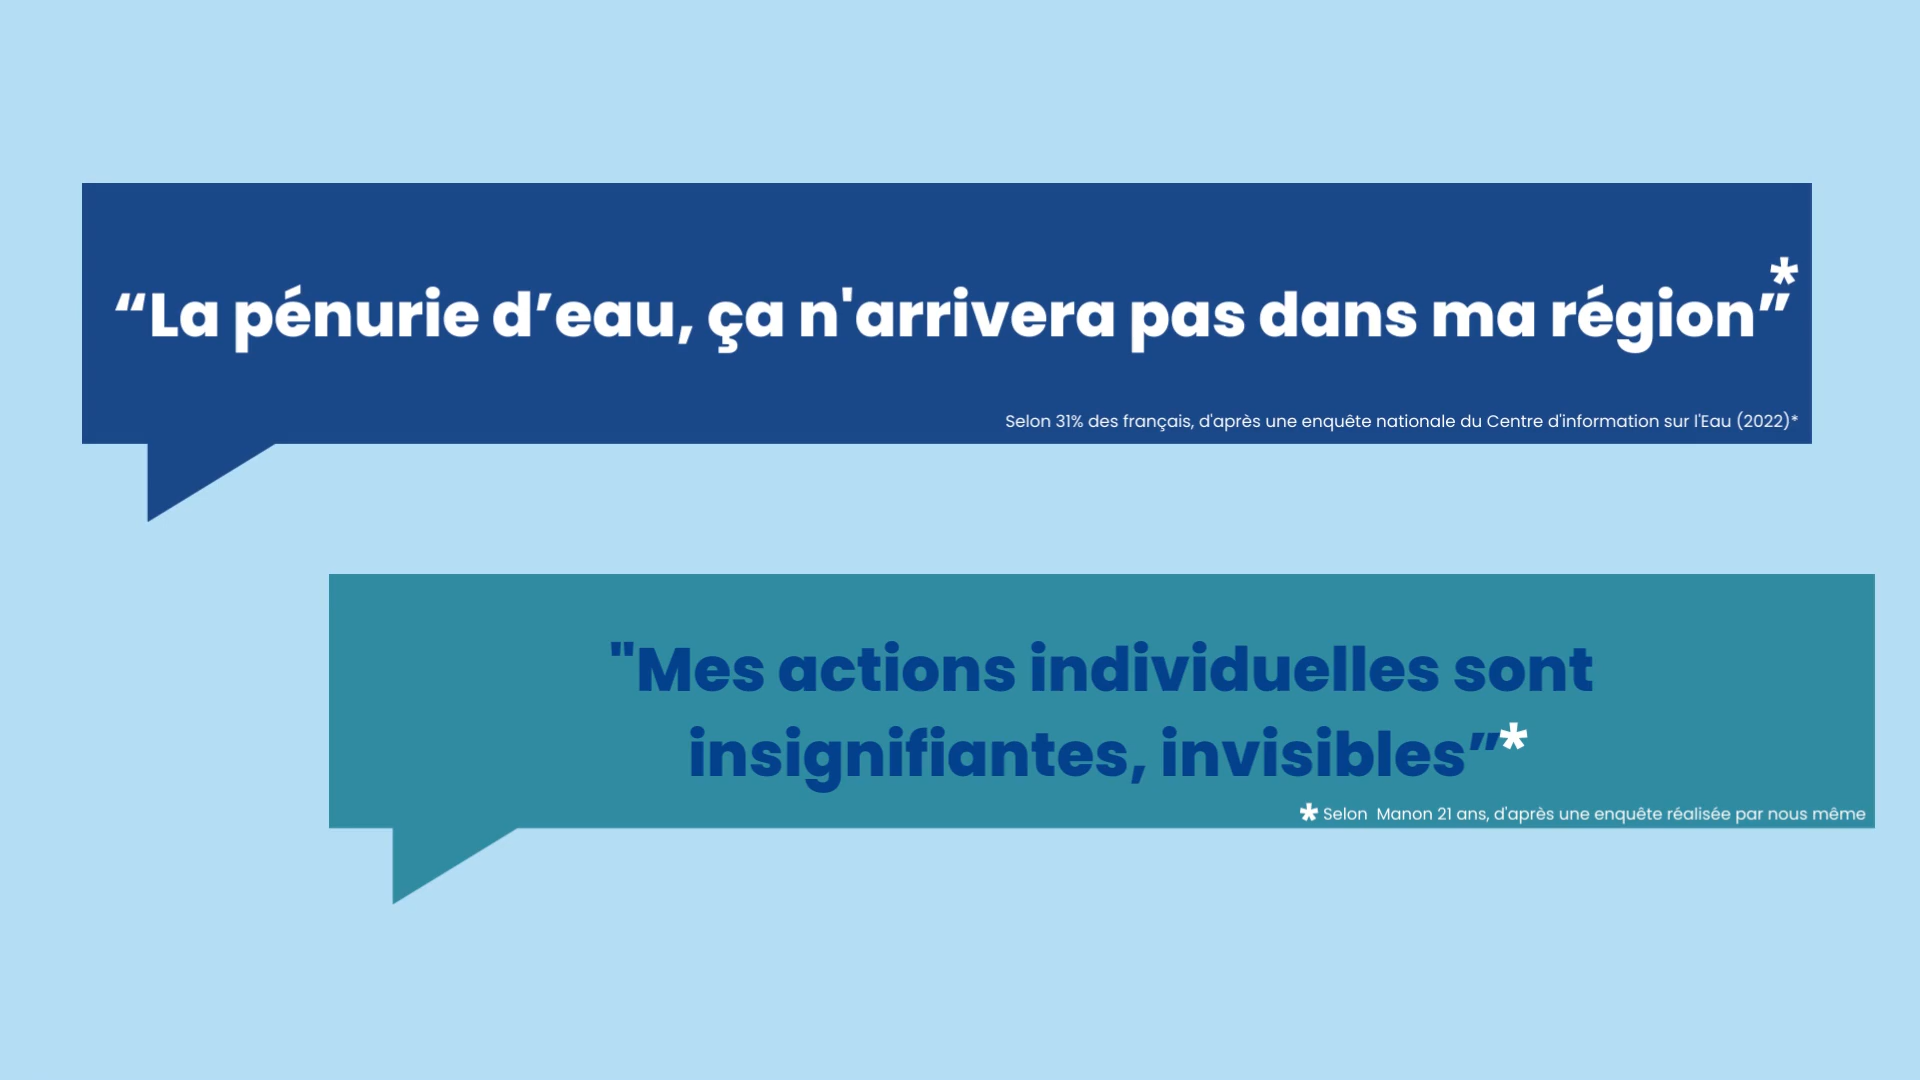 “La pénurie d’eau, ça n'arrivera pas dans ma région”*
Selon 31% des français, d'après une enquête nationale du Centre d'information sur l'Eau (2022)*
"Mes actions individuelles sont
insignifiantes, invisibles”*
* Selon  Manon 21 ans, d'après une enquête réalisée par nous même